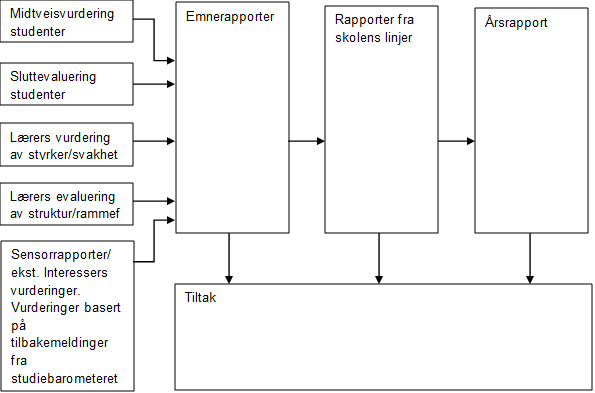 Midtveisvurdering
studenter
Sluttevaluering
studenter
Lærers vurdering
av styrker/svakhet
Lærers evaluering
av struktur/rammef
Sensorrapporter/
ekst. Interessers
vurderinger.
Vurderinger basert
på
tilbakemeldinger
fra
studiebarometeret
Emnerapporter
Rapporter fra
skolens linjer
Årsrapport
Tiltak